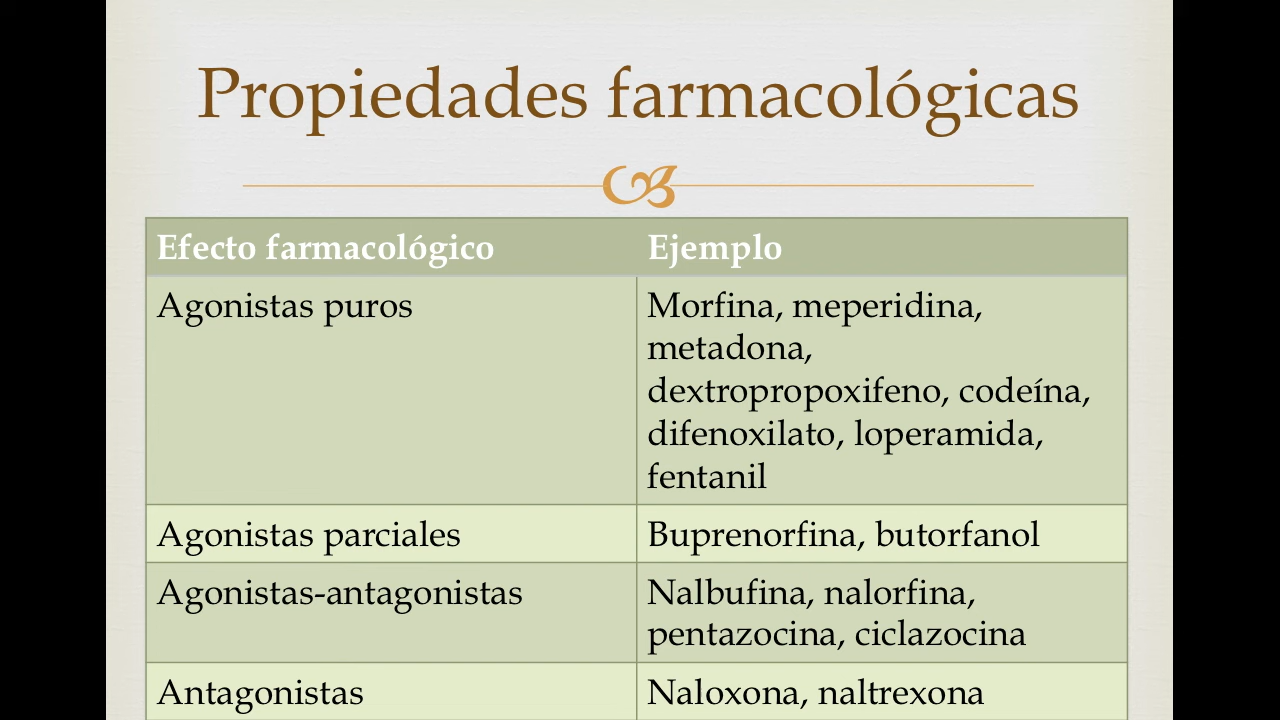 Propiedades farmacológicas
Efecto farmacológico
Ejemplo
Agonistas puros
Morfina, meperidina,
metadona,
dextropropoxifeno, codeína,
difenoxilato, loperamida,
fentanil
Agonistas parciales
Buprenorfina, butorfanol
Agonistas-antagonistas
Nalbufina, nalorfina,
pentazocina, ciclazocina
Antagonistas
Naloxona, naltrexona